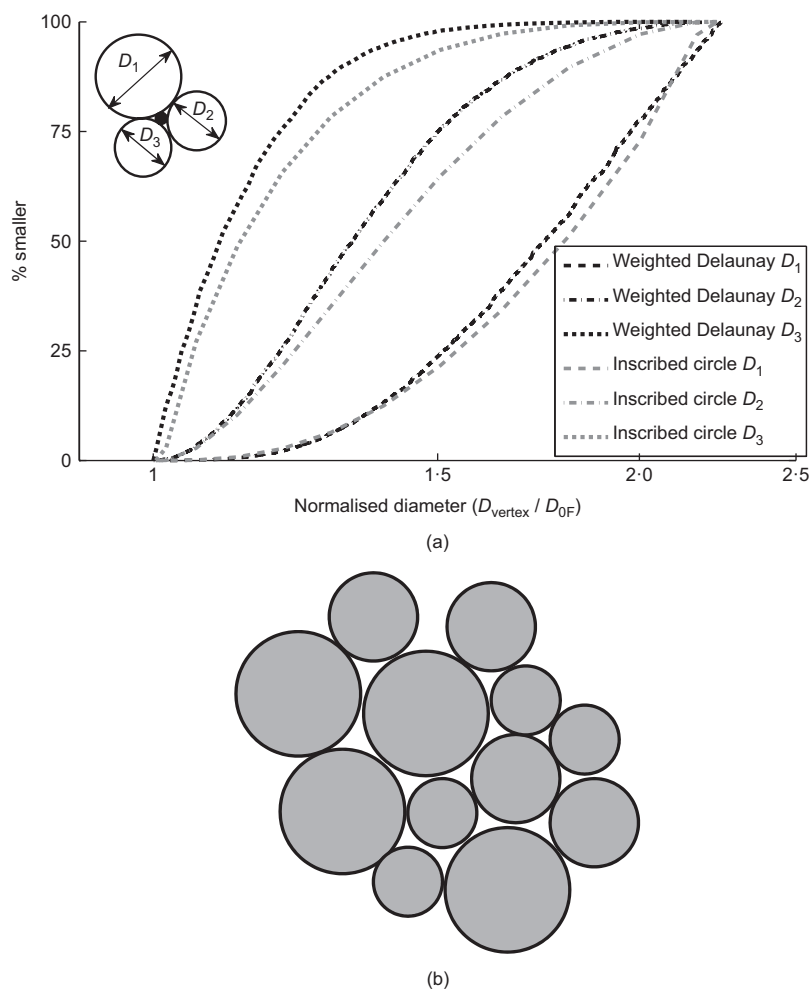 100
75
50
25
0
% smaller
D1
D2
D3
Weighted Delaunay D1
Weighted Delaunay D2
Weighted Delaunay D3
Inscribed circle D1
Inscribed circle D2
Inscribed circle D3
1 1·5 2·0 2·5
Normalised diameter (Dvertex / D0F)
(a)
(b)